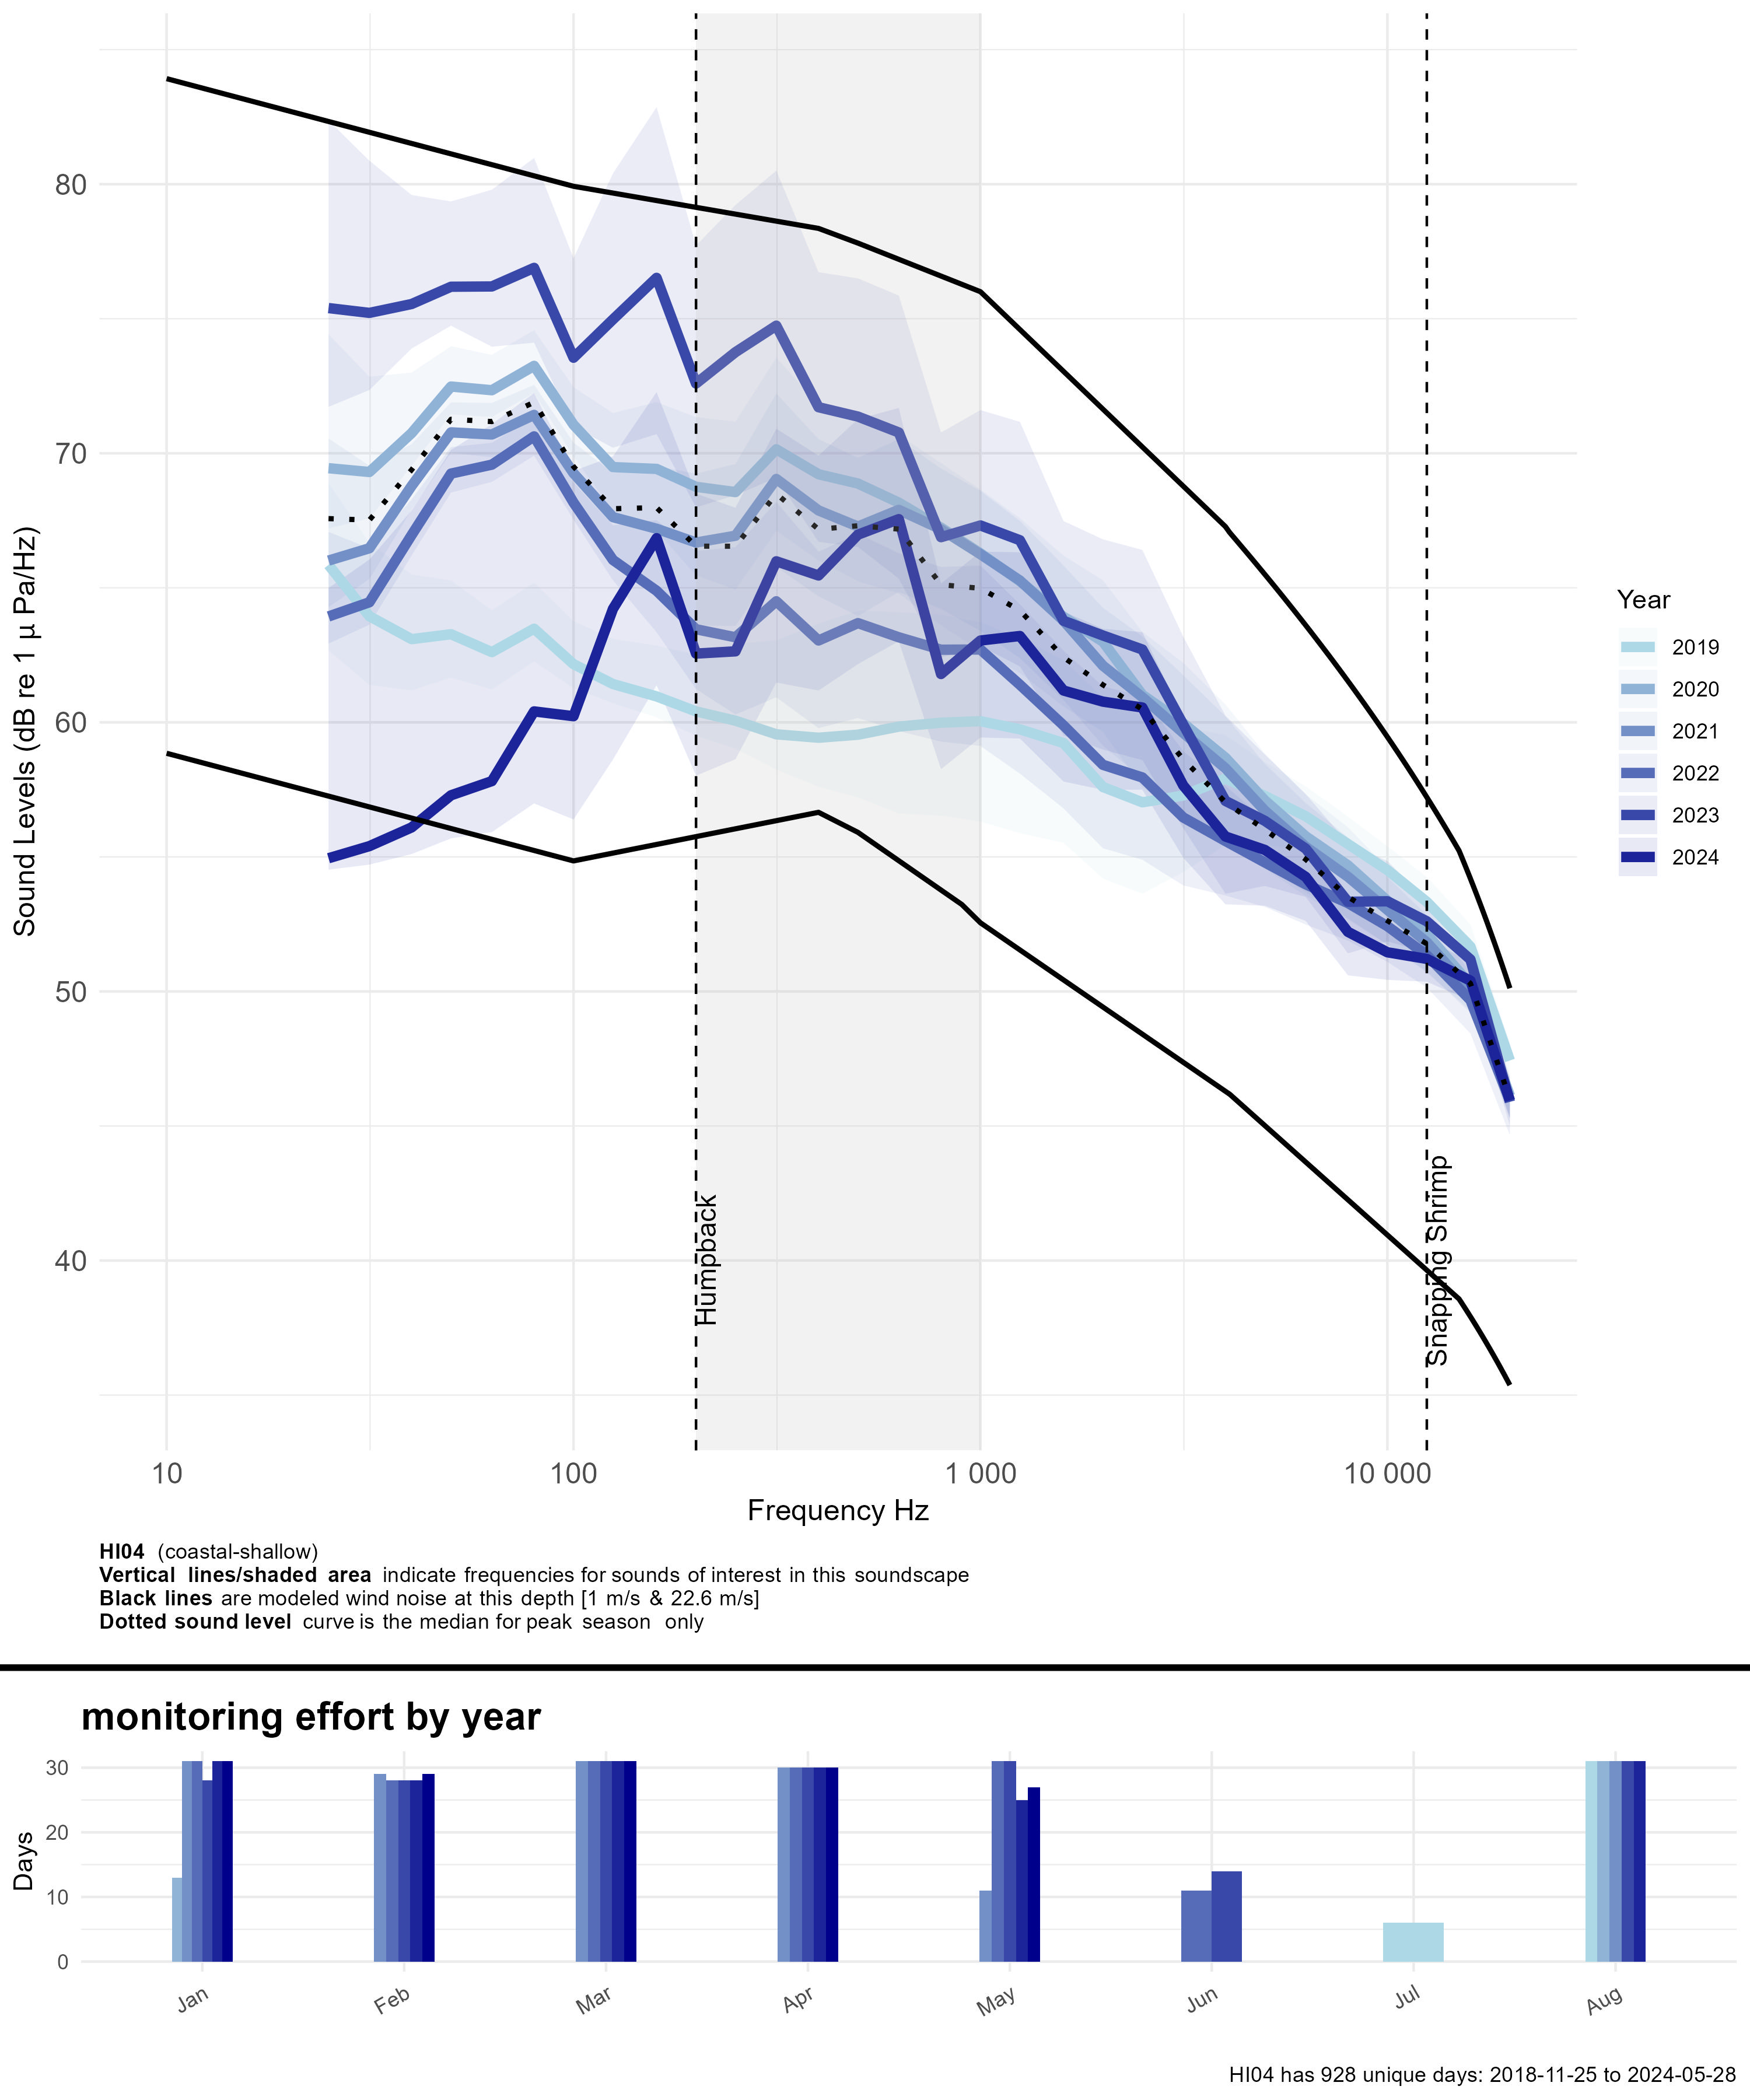 80
70
60
50
40
Sound Levels (dB re 1 µ Pa/Hz)
Humpback
Snapping Shrimp
10
100
1 000
10 000
Frequency Hz
Year
2019
2020
2021
2022
2023
2024
HI04 (coastal-shallow)
Vertical lines/shaded area indicate frequencies for sounds of interest in this soundscape
Black lines are modeled wind noise at this depth [1 m/s & 22.6 m/s]
Dotted sound level curve is the median for peak season only
monitoring effort by year
Days
30
20
10
0
Jan
Feb
Mar
Apr
May
Jun
Jul
Aug
HI04 has 928 unique days: 2018-11-25 to 2024-05-28